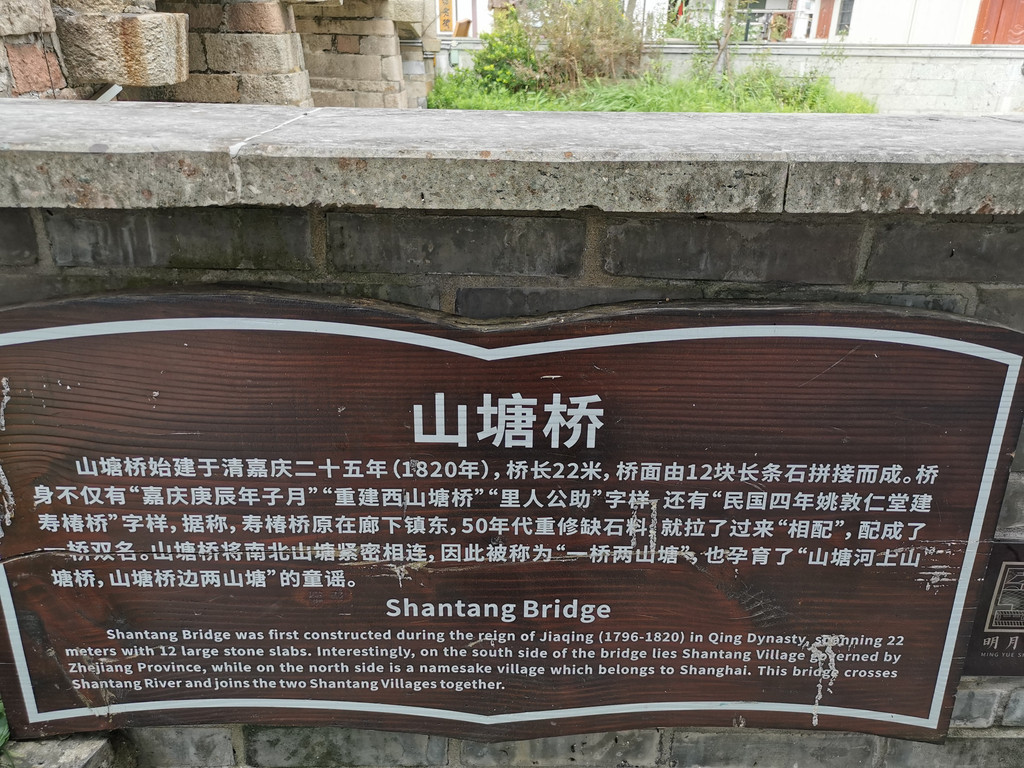 山塘桥
山塘桥始建于清嘉庆二十五年（1820年），桥长22米，桥面由12块长条石拼接而成。桥
身不仅有“嘉庆庚辰年子月”“重建西山塘桥”“里人公助”字样，还有“民国四年姚敦仁堂建
寿椿桥”字样，据称，寿椿桥原在廊下镇东，50年代重修缺石料，就拉了过来“相配”，配成了
一桥双名。山塘桥将南北山塘紧密相连，因此被称为“一桥两山塘”，也孕育了“山塘河上山
塘桥，山塘桥边两山塘”的童谣。
Shantang Bridge
Shantang Bridge was first constructed during the reign of Jiaqing (1796-1820) in Qing Dynasty, spanning 22
meters with 12 large stone slabs. Interestingly, on the south side of the bridge lies Shantang Village governed by
Zhejiang Province, while on the north side is a namesake village which belongs to Shanghai. This bridge crosses
Shantang River and joins the two Shantang Villages together.
明月
MING YUE